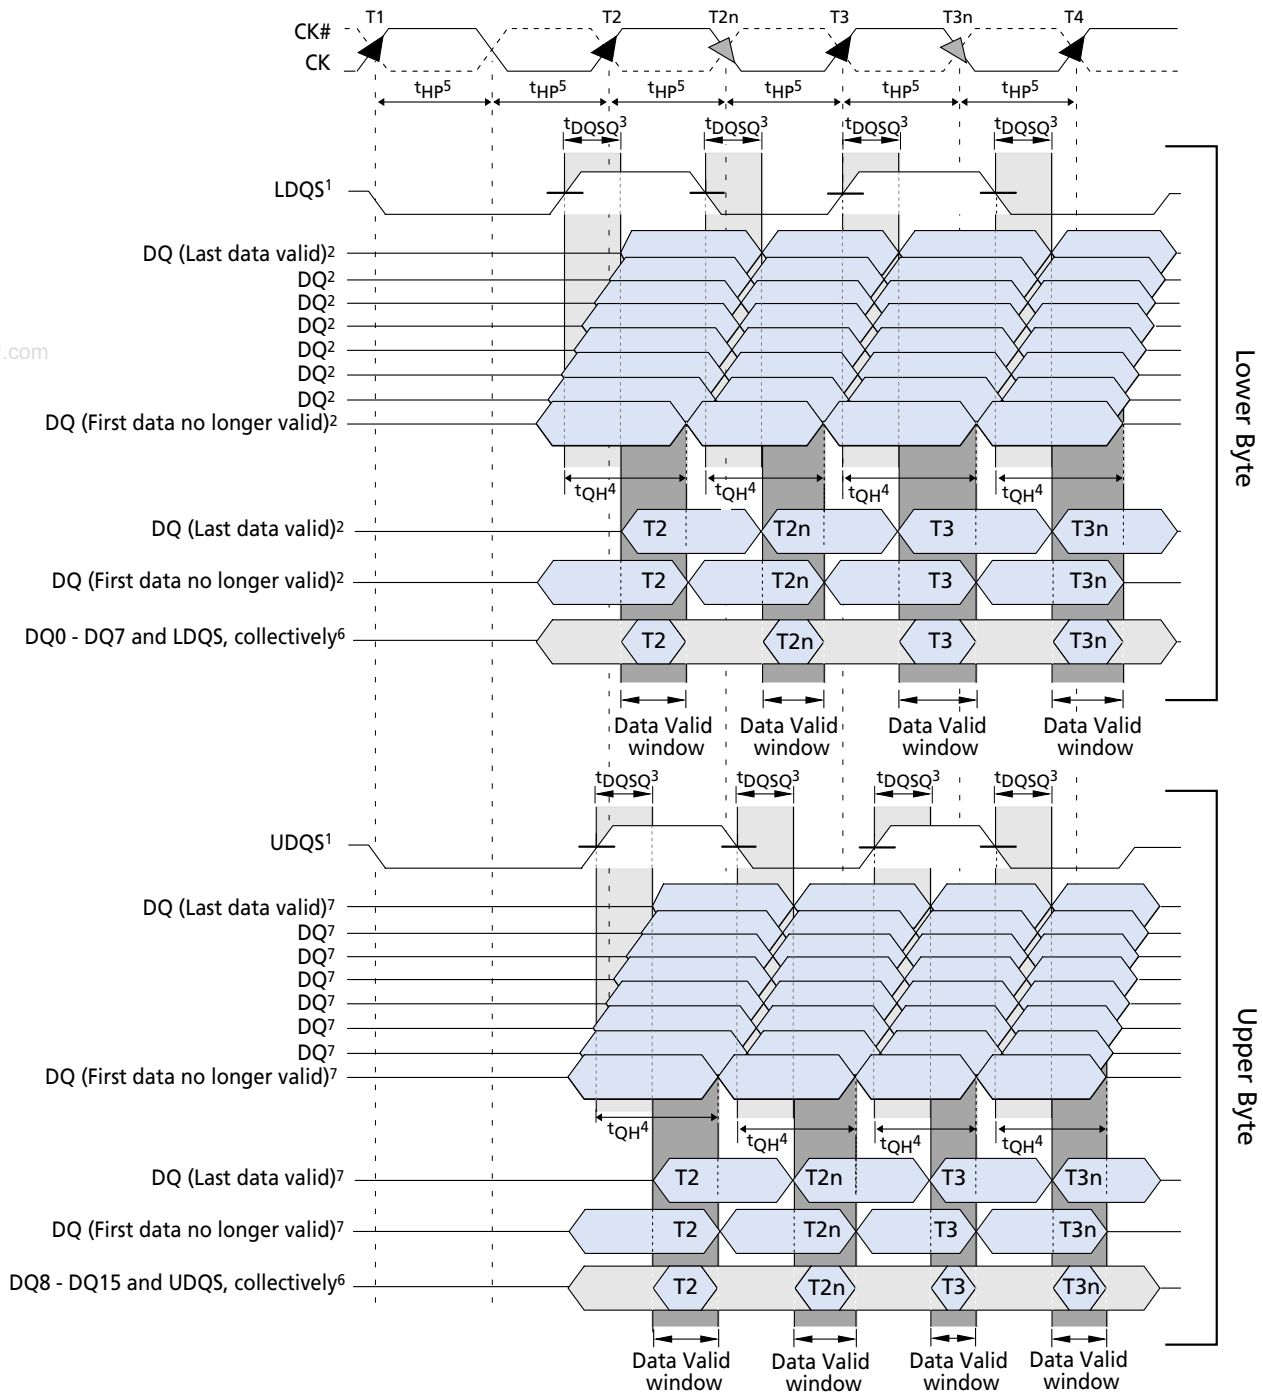 T1 T2 T2n T3 T3n T4
CK#
CK
tHP5 tHP5 tHP5 tHP5 tHP5 tHP5
tDQSQ3 tDQSQ3 tDQSQ3 tDQSQ3
LDQS1
DQ (Last data valid)2
DQ2
DQ2
DQ2
.com
DQ2
DQ2
DQ2
DQ (First data no longer valid)2
Lower Byte
tQH4 tQH4 tQH4 tQH4
DQ (Last data valid)2 T2 T2n T3 T3n
DQ (First data no longer valid)2 T2 T2n T3 T3n
DQ0 - DQ7 and LDQS, collectively6 T2 T2n T3 T3n
Data Valid Data Valid Data Valid Data Valid
window window window window
tDQSQ3 tDQSQ3 tDQSQ3 tDQSQ3
UDQS1
DQ (Last data valid)7
DQ7
DQ7
DQ7
DQ7
DQ7
DQ7
DQ (First data no longer valid)7
Upper Byte
tQH4 tQH4 tQH4 tQH4
DQ (Last data valid)7 T2 T2n T3 T3n
DQ (First data no longer valid)7 T2 T2n T3 T3n
DQ8 - DQ15 and UDQS, collectively6 T2 T2n T3 T3n
Data Valid Data Valid Data Valid Data Valid
window window window window